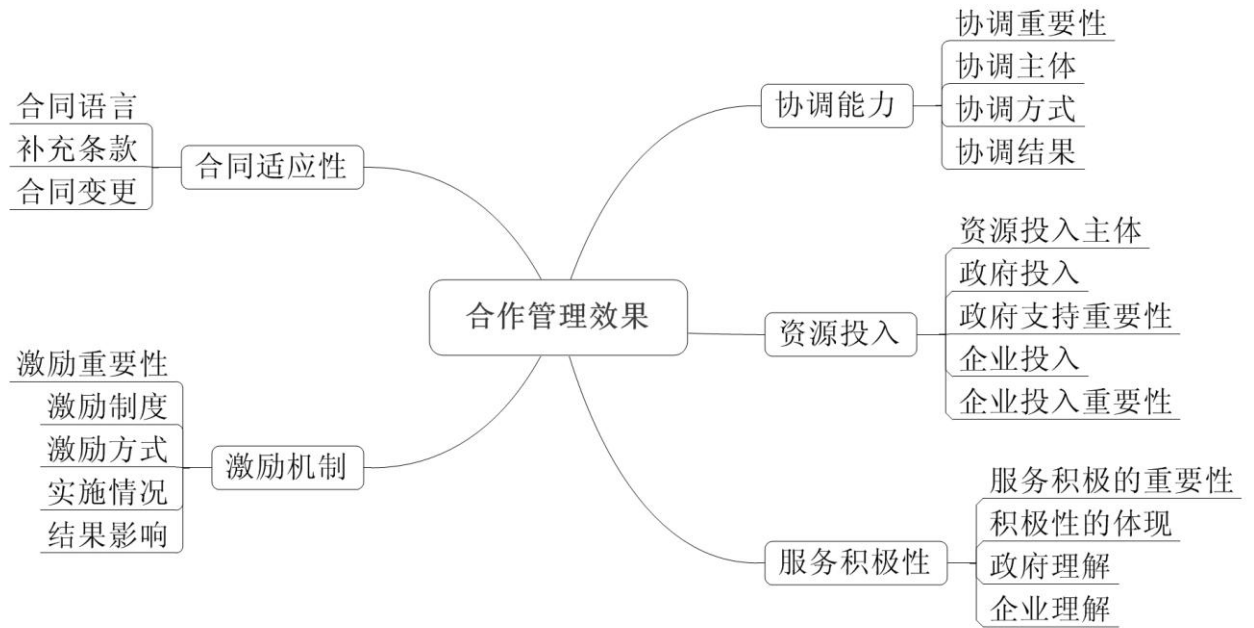 合作管理效果
协调能力
协调重要性
协调主体
协调方式
协调结果
资源投入
资源投入主体
政府投入
政府支持重要性
企业投入
企业投入重要性
服务积极性
服务积极的重要性
积极性的体现
政府理解
企业理解
合同适应性
合同语言
补充条款
合同变更
激励机制
激励重要性
激励制度
激励方式
实施情况
结果影响